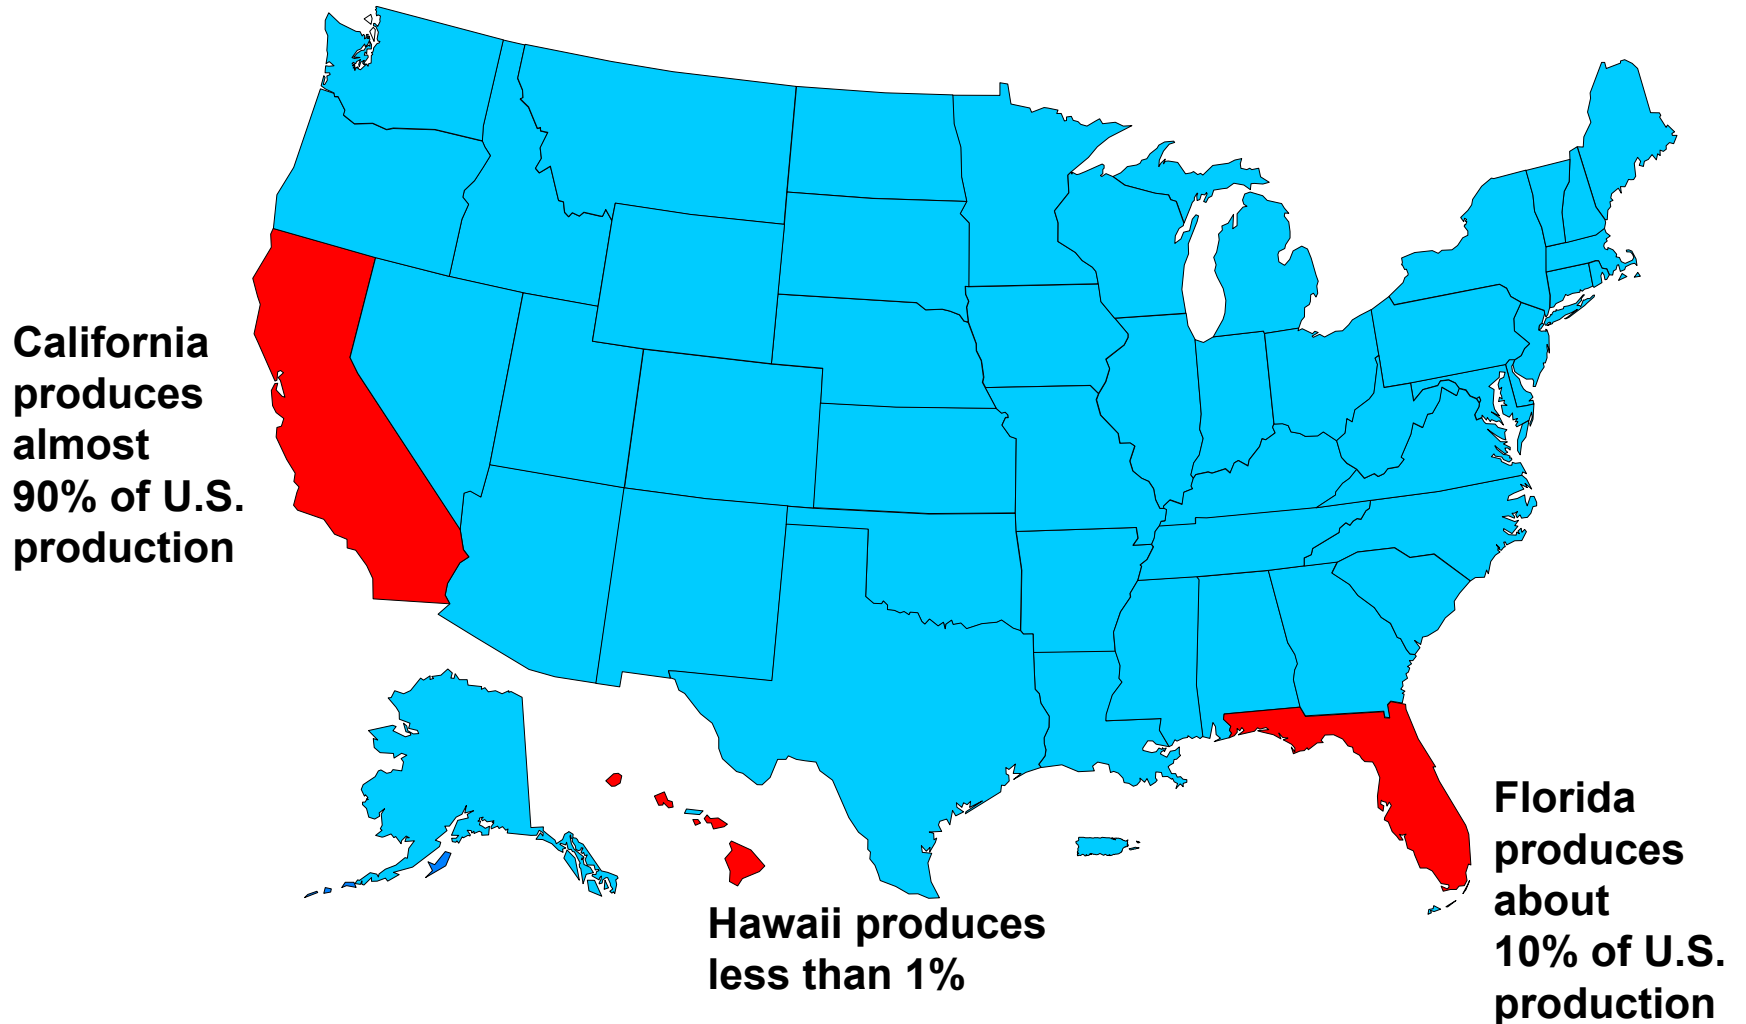 California
produces
almost
90% of U.S.
production
Hawaii produces
less than 1%
Florida
produces
about
10% of U.S.
production